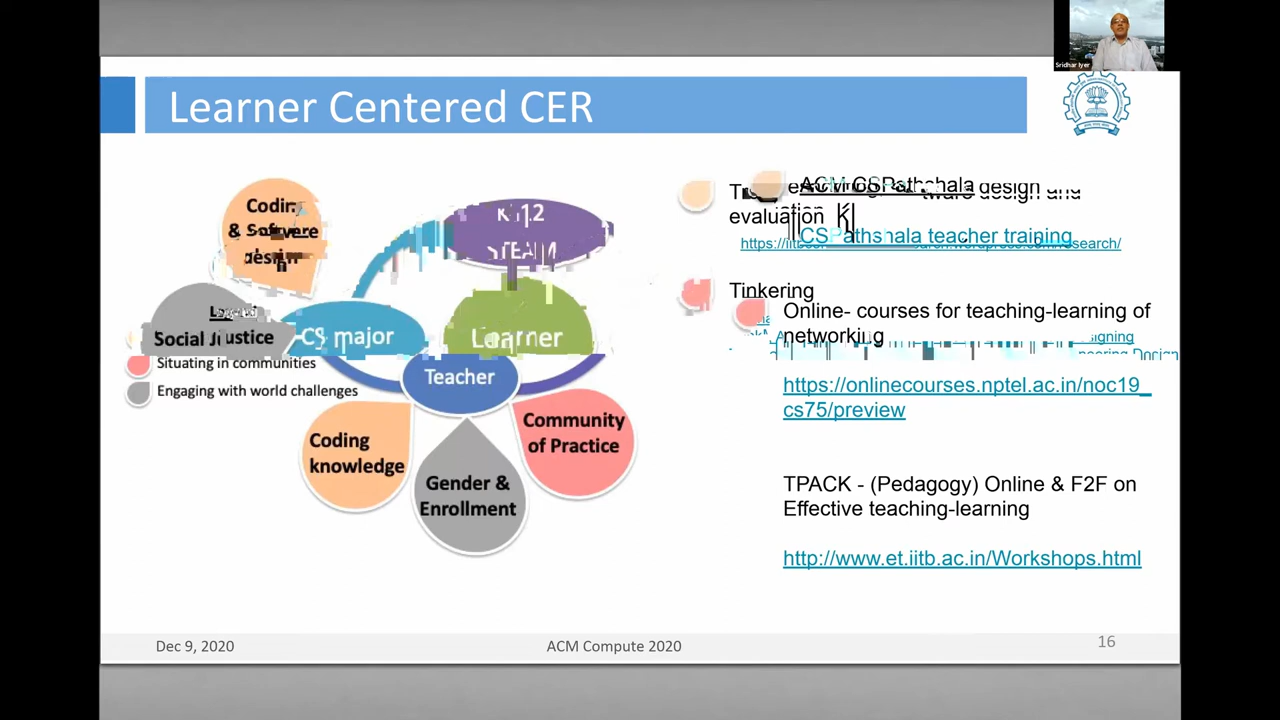 Sridhar Iyer
Learner Centered CER
Coding
& Software
design
K-12
STEAM
Social Justice
CS major
Learner
Situating in communities
Engaging with world challenges
Teacher
Coding
knowledge
Gender &
Enrollment
Community
of Practice
ACM CSPathshala
design and
evaluation
CSPathshala teacher training
Tinkering
Online- courses for teaching-learning of
networking
https://onlinecourses.nptel.ac.in/noc19_
cs75/preview
TPACK - (Pedagogy) Online & F2F on
Effective teaching-learning
http://www.et.iitb.ac.in/Workshops.html
Dec 9, 2020
ACM Compute 2020
16